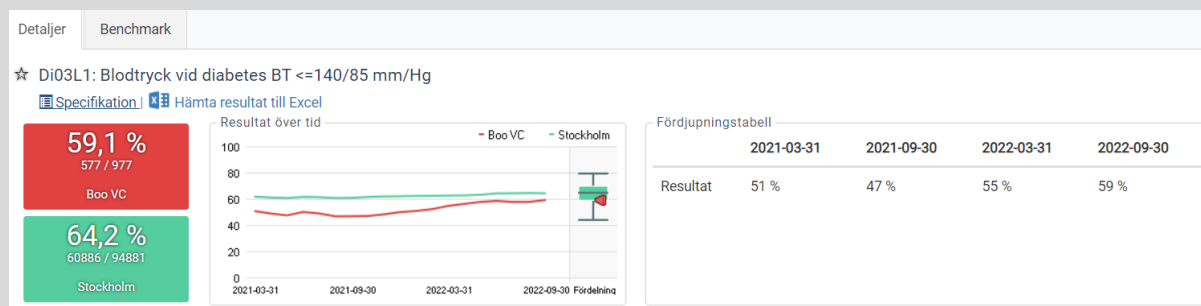 Detaljer Benchmark
☆ Di03L1: Blodtryck vid diabetes BT <=140/85 mm/Hg
Specifikation | Hämta resultat till Excel
59,1 %
577 / 977
Boo VC
64,2 %
60886 / 94881
Stockholm
Resultat över tid
Boo VC Stockholm
100
80
60
40
20
0
2021-03-31 2021-09-30 2022-03-31 2022-09-30 Fördelning
Fördjupningstabell
2021-03-31 2021-09-30 2022-03-31 2022-09-30
Resultat 51 % 47 % 55 % 59 %